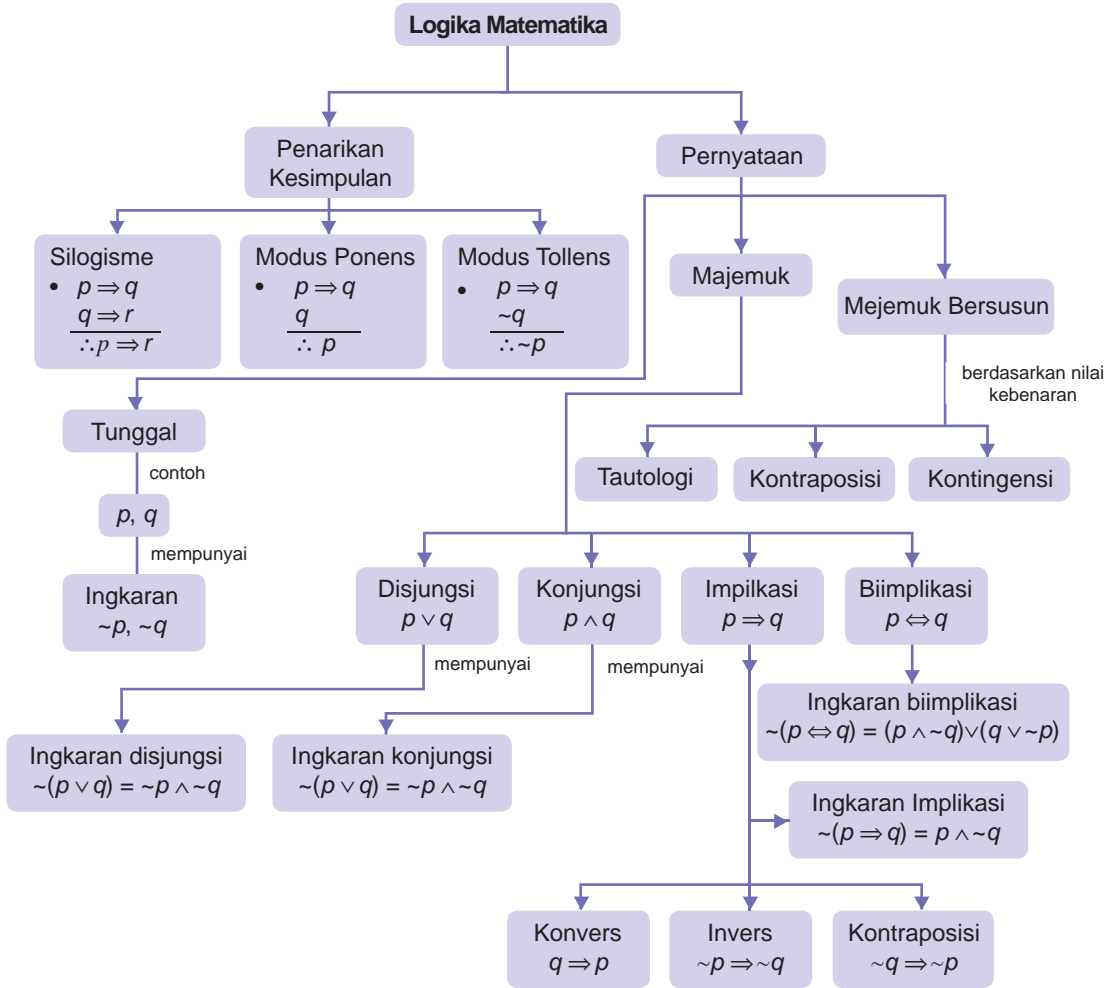 Logika Matematika
Penarikan
Kesimpulan
Pernyataan
Silogisme
• p ⇒ q
q ⇒ r
∴ p ⇒ r
Modus Ponens
• p ⇒ q
q
∴ p
Modus Tollens
• p ⇒ q
~q
∴ ~p
Majemuk
Mejemuk Bersusun
berdasarkan nilai
kebenaran
Tunggal
contoh
p, q
mempunyai
Ingkaran
~p, ~q
Tautologi
Kontraposisi
Kontingensi
Disjungsi
p ∨ q
Konjungsi
p ∧ q
Impilkasi
p ⇒ q
Biimplikasi
p ⇔ q
mempunyai
mempunyai
Ingkaran disjungsi
~(p ∨ q) = ~p ∧ ~q
Ingkaran konjungsi
~(p ∨ q) = ~p ∧ ~q
Ingkaran biimplikasi
~(p ⇔ q) = (p ∧ ~q)∨(q ∨ ~p)
Ingkaran Implikasi
~(p ⇒ q) = p ∧ ~q
Konvers
q ⇒ p
Invers
~p ⇒ ~q
Kontraposisi
~q ⇒ ~p